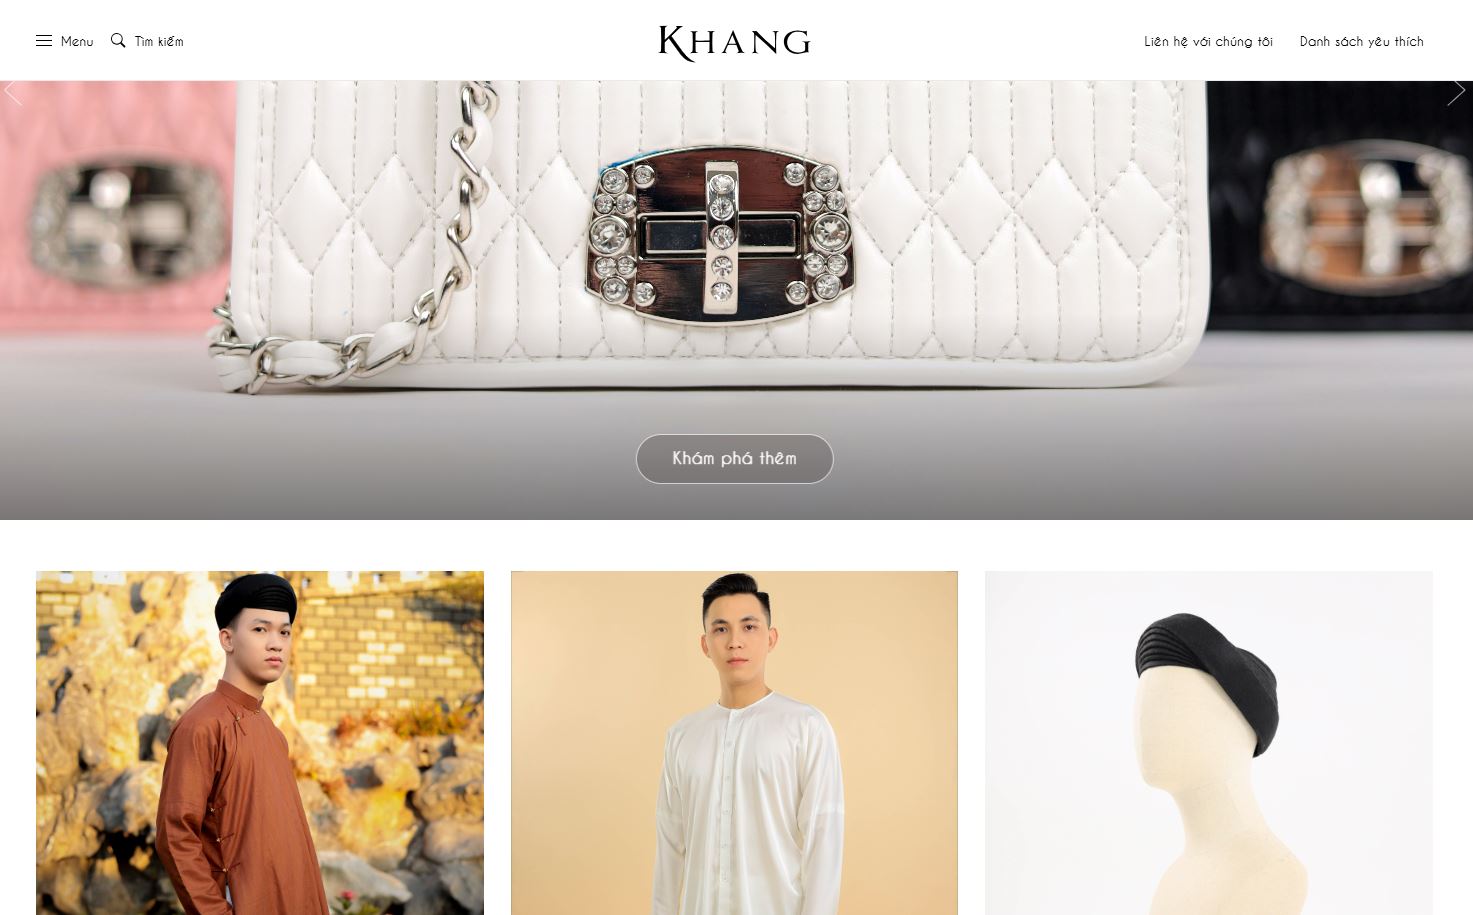 Menu
Tìm kiếm
KHANG
Liên hệ với chúng tôi
Danh sách yêu thích
Khám phá thêm